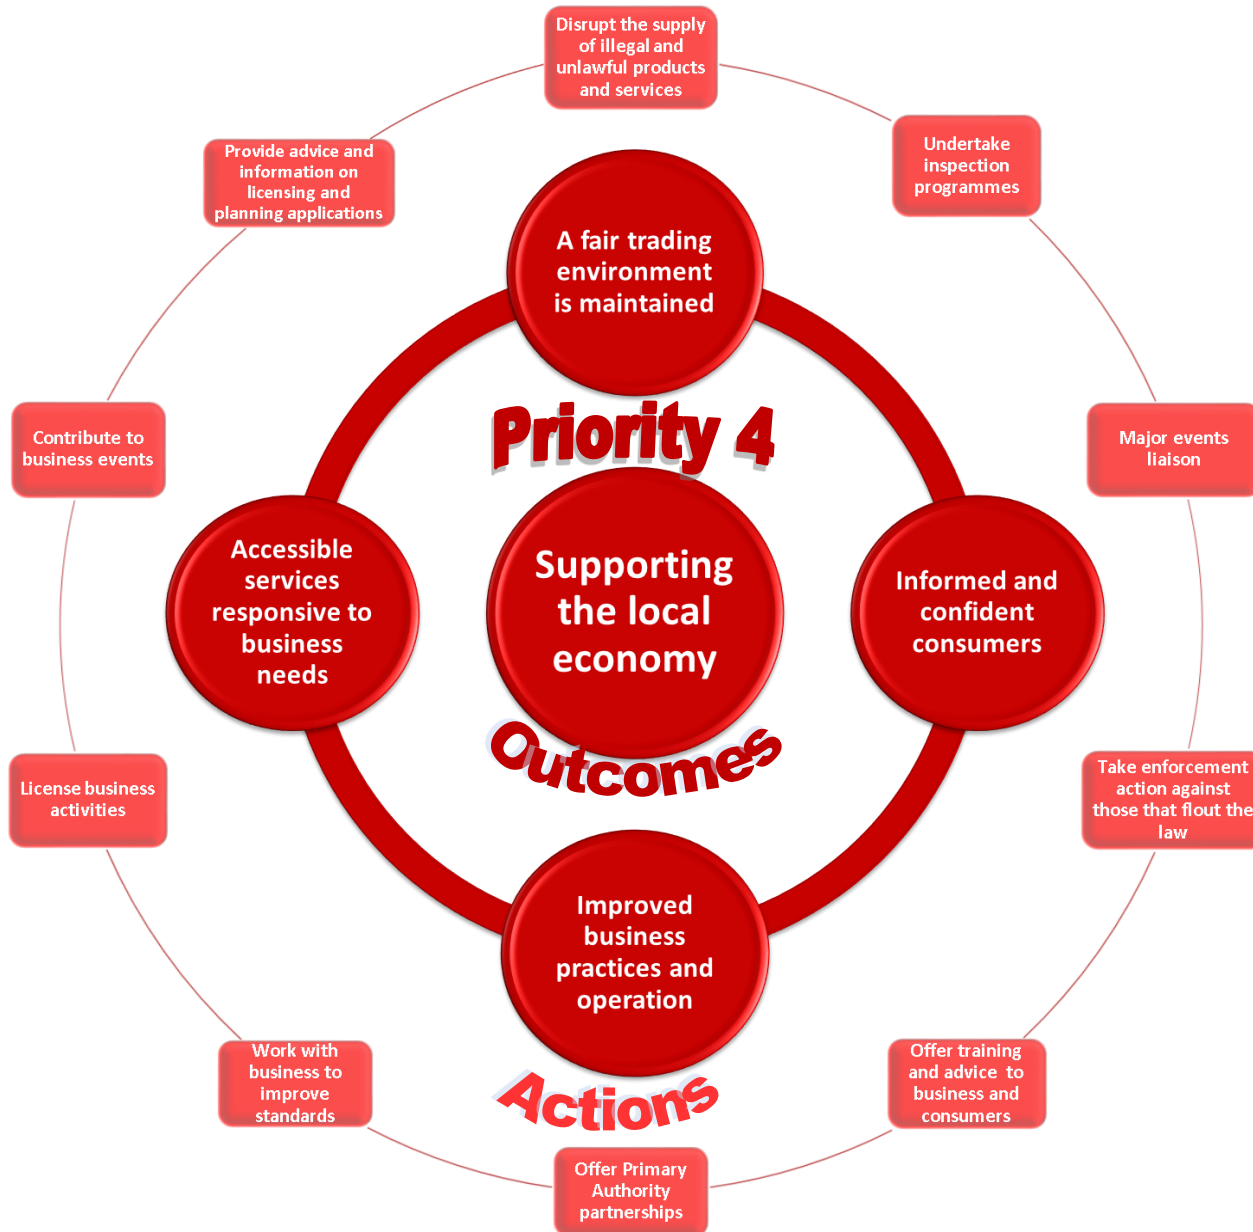 Disrupt the supply
of illegal and
unlawful products
and services
Undertake
inspection
programmes
Major events
liaison
Take enforcement
action against
those that flout the
law
Offer training
and advice to
business and
consumers
Offer Primary
Authority
partnerships
Work with
business to
improve
standards
License business
activities
Contribute to
business events
Provide advice and
information on
licensing and
planning applications
A fair trading
environment
is maintained
Priority 4
Supporting
the local
economy
Outcomes
Informed and
confident
consumers
Improved
business
practices and
operation
Accessible
services
responsive to
business
needs
Actions